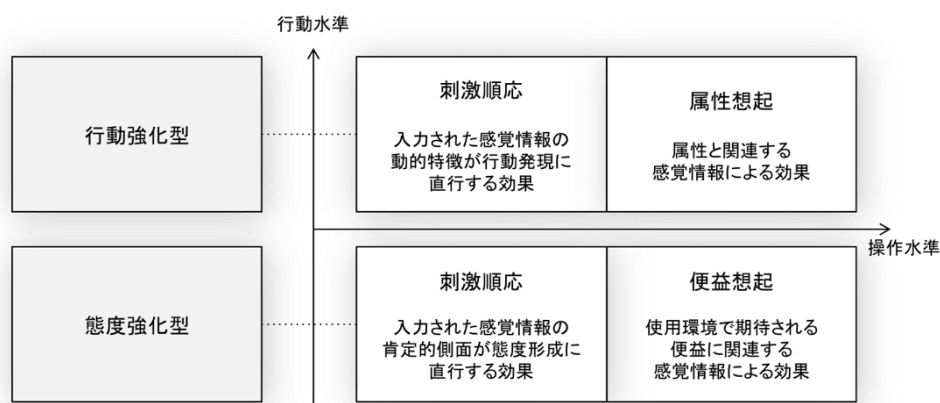 行動水準
行動強化型
刺激順応
入力された感覚情報の
動的特徴が行動発現に
直行する効果
属性想起
属性と関連する
感覚情報による効果
操作水準
態度強化型
刺激順応
入力された感覚情報の
肯定的側面が態度形成に
直行する効果
便益想起
使用環境で期待される
便益に関連する
感覚情報による効果